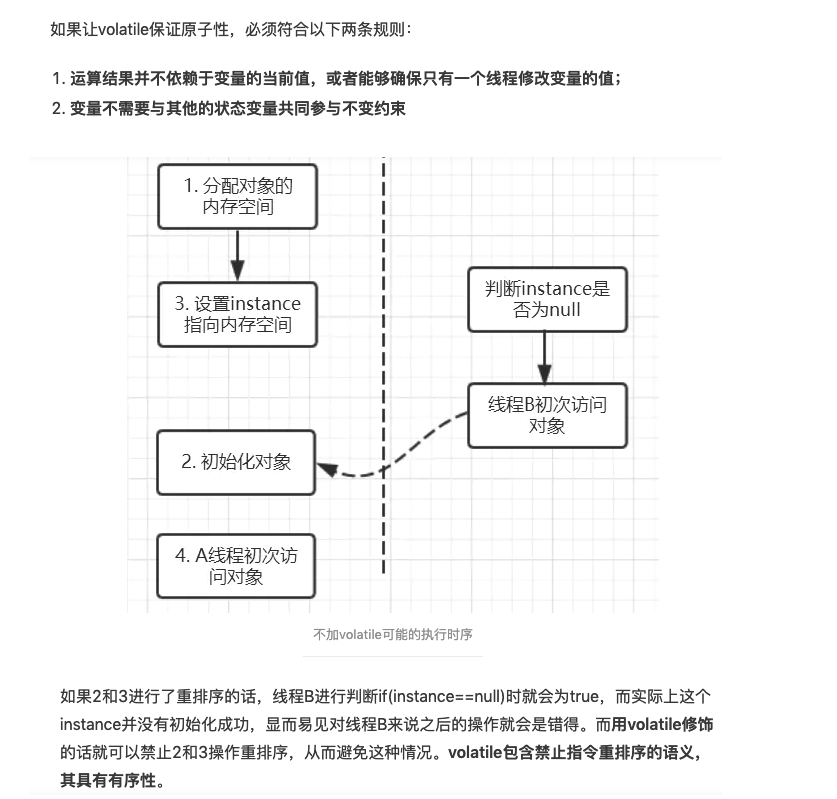 如果让volatile保证原子性，必须符合以下两条规则：
1. 运算结果并不依赖于变量的当前值，或者能够确保只有一个线程修改变量的值；
2. 变量不需要与其他的状态变量共同参与不变约束
1. 分配对象的
内存空间
3. 设置instance
指向内存空间
判断instance是
否为null
线程B初次访问
对象
2. 初始化对象
4. A线程初次访
问对象
不加volatile可能的执行时序
如果2和3进行了重排序的话，线程B进行判断if(instance==null)时就会为true，而实际上这个
instance并没有初始化成功，显而易见对线程B来说之后的操作就会是错得。而用volatile修饰
的话就可以禁止2和3操作重排序，从而避免这种情况。volatile包含禁止指令重排序的语义，
其具有有序性。